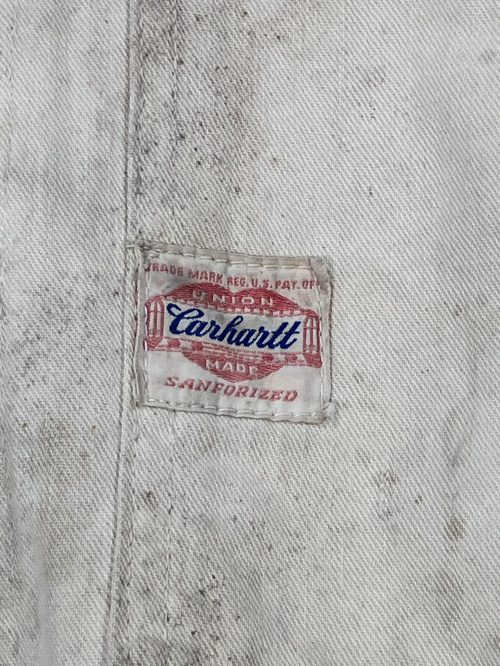 TRADE MARK REG. U.S. PAT. OFF
UNION
Carhartt
MADE
SANFORIZED